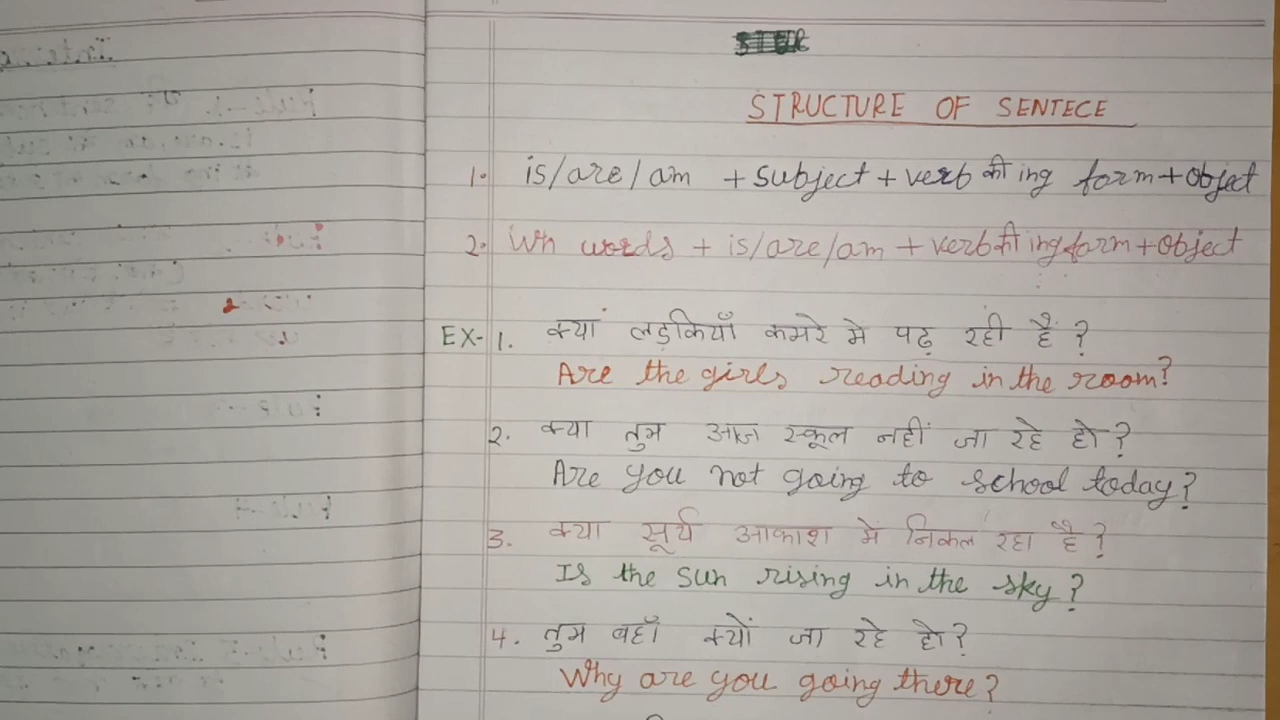 STRUCTURE OF SENTECE
1. is/are/am + subject + verb की ing form + object
2. Wh words + is/are/am + verb की ing form + object
EX- 1. क्या लड़कियाँ कमरे मे पढ़ रही हैं ?
Are the girls reading in the room?
2. क्या तुम आज स्कूल नहीं जा रहे हो ?
Are you not going to school today?
3. क्या सूर्य आकाश में निकल रहा है ?
Is the sun rising in the sky?
4. तुम वहाँ क्यों जा रहे हो ?
Why are you going there?